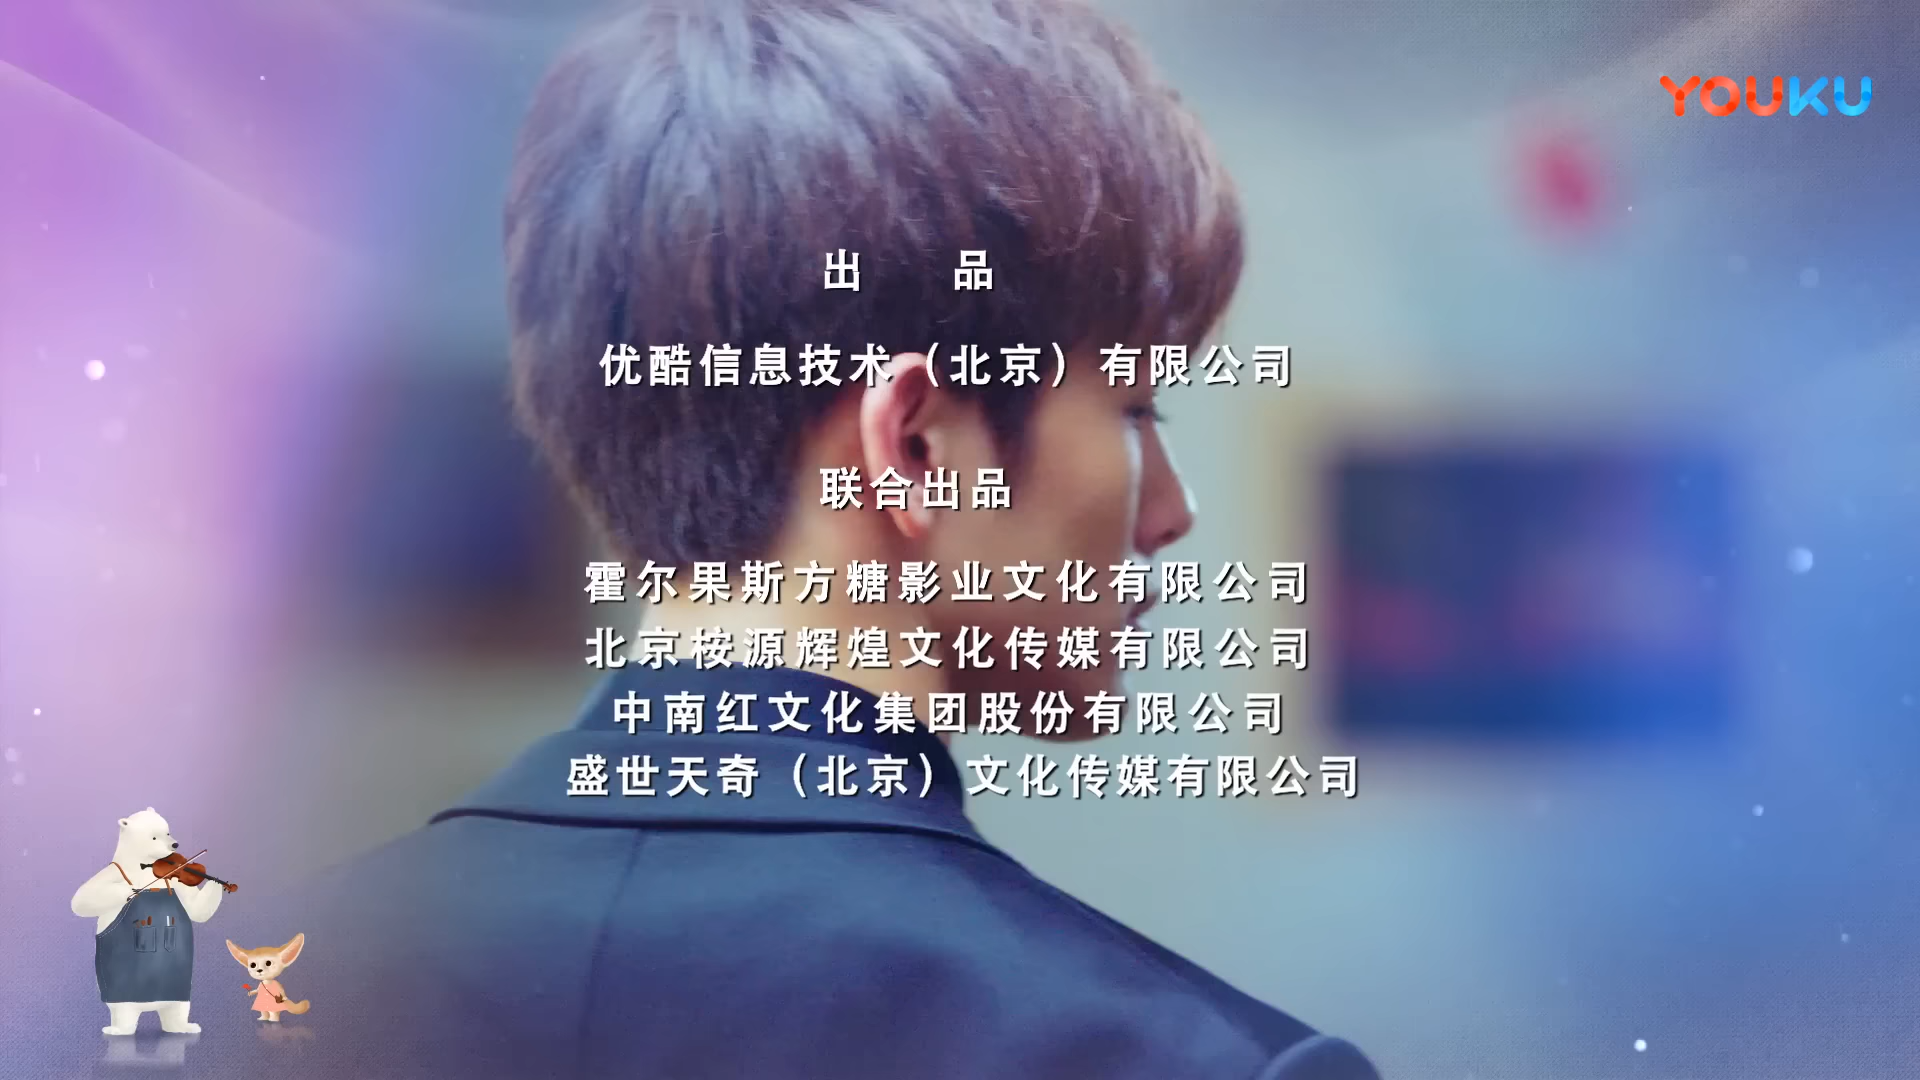 YOUKU
出 品
优酷信息技术（北京）有限公司
联合出品
霍尔果斯方糖影业文化有限公司
北京桉源辉煌文化传媒有限公司
中南红文化集团股份有限公司
盛世天奇（北京）文化传媒有限公司